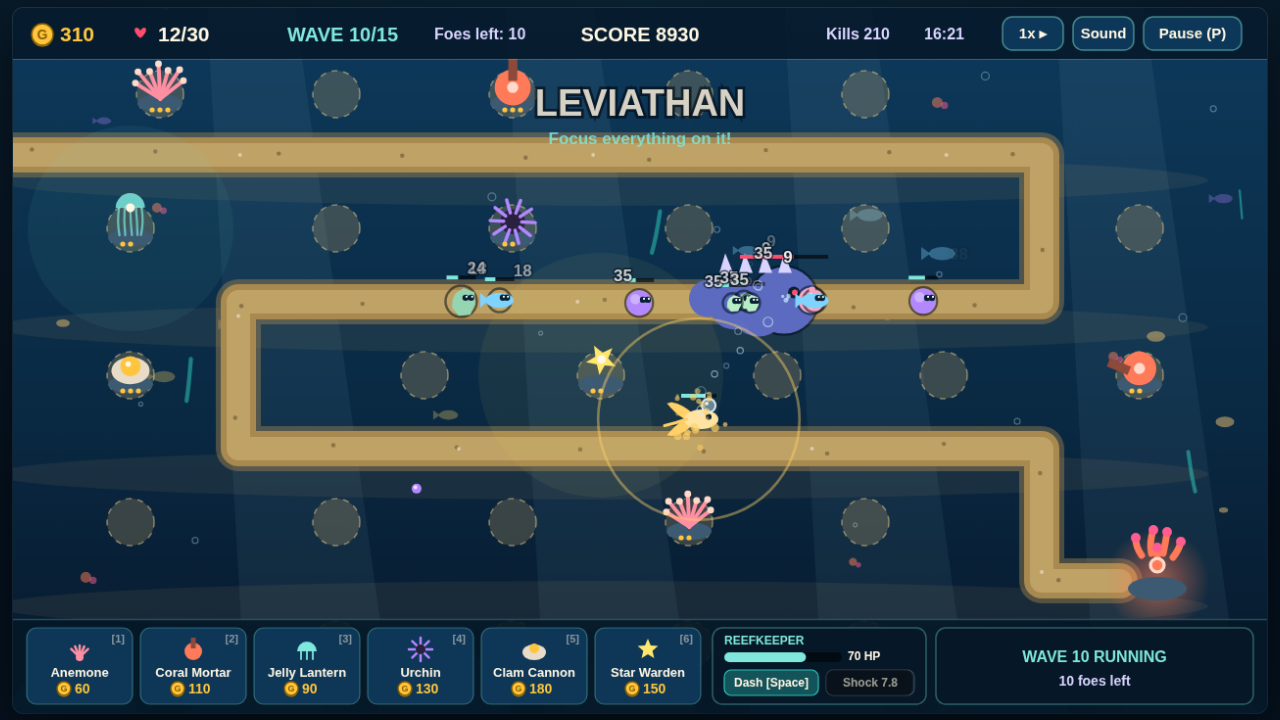 G 310
12/30
WAVE 10/15
Foes left: 10
SCORE 8930
Kills 210
16:21
1x ▸
Sound
Pause (P)
LEVIATHAN
Focus everything on it!
9
35
9
24
18
35
35
35
[1]
Anemone
G 60
[2]
Coral Mortar
G 110
[3]
Jelly Lantern
G 90
[4]
Urchin
G 130
[5]
Clam Cannon
G 180
[6]
Star Warden
G 150
REEFKEEPER
70 HP
Dash [Space]
Shock 7.8
WAVE 10 RUNNING
10 foes left